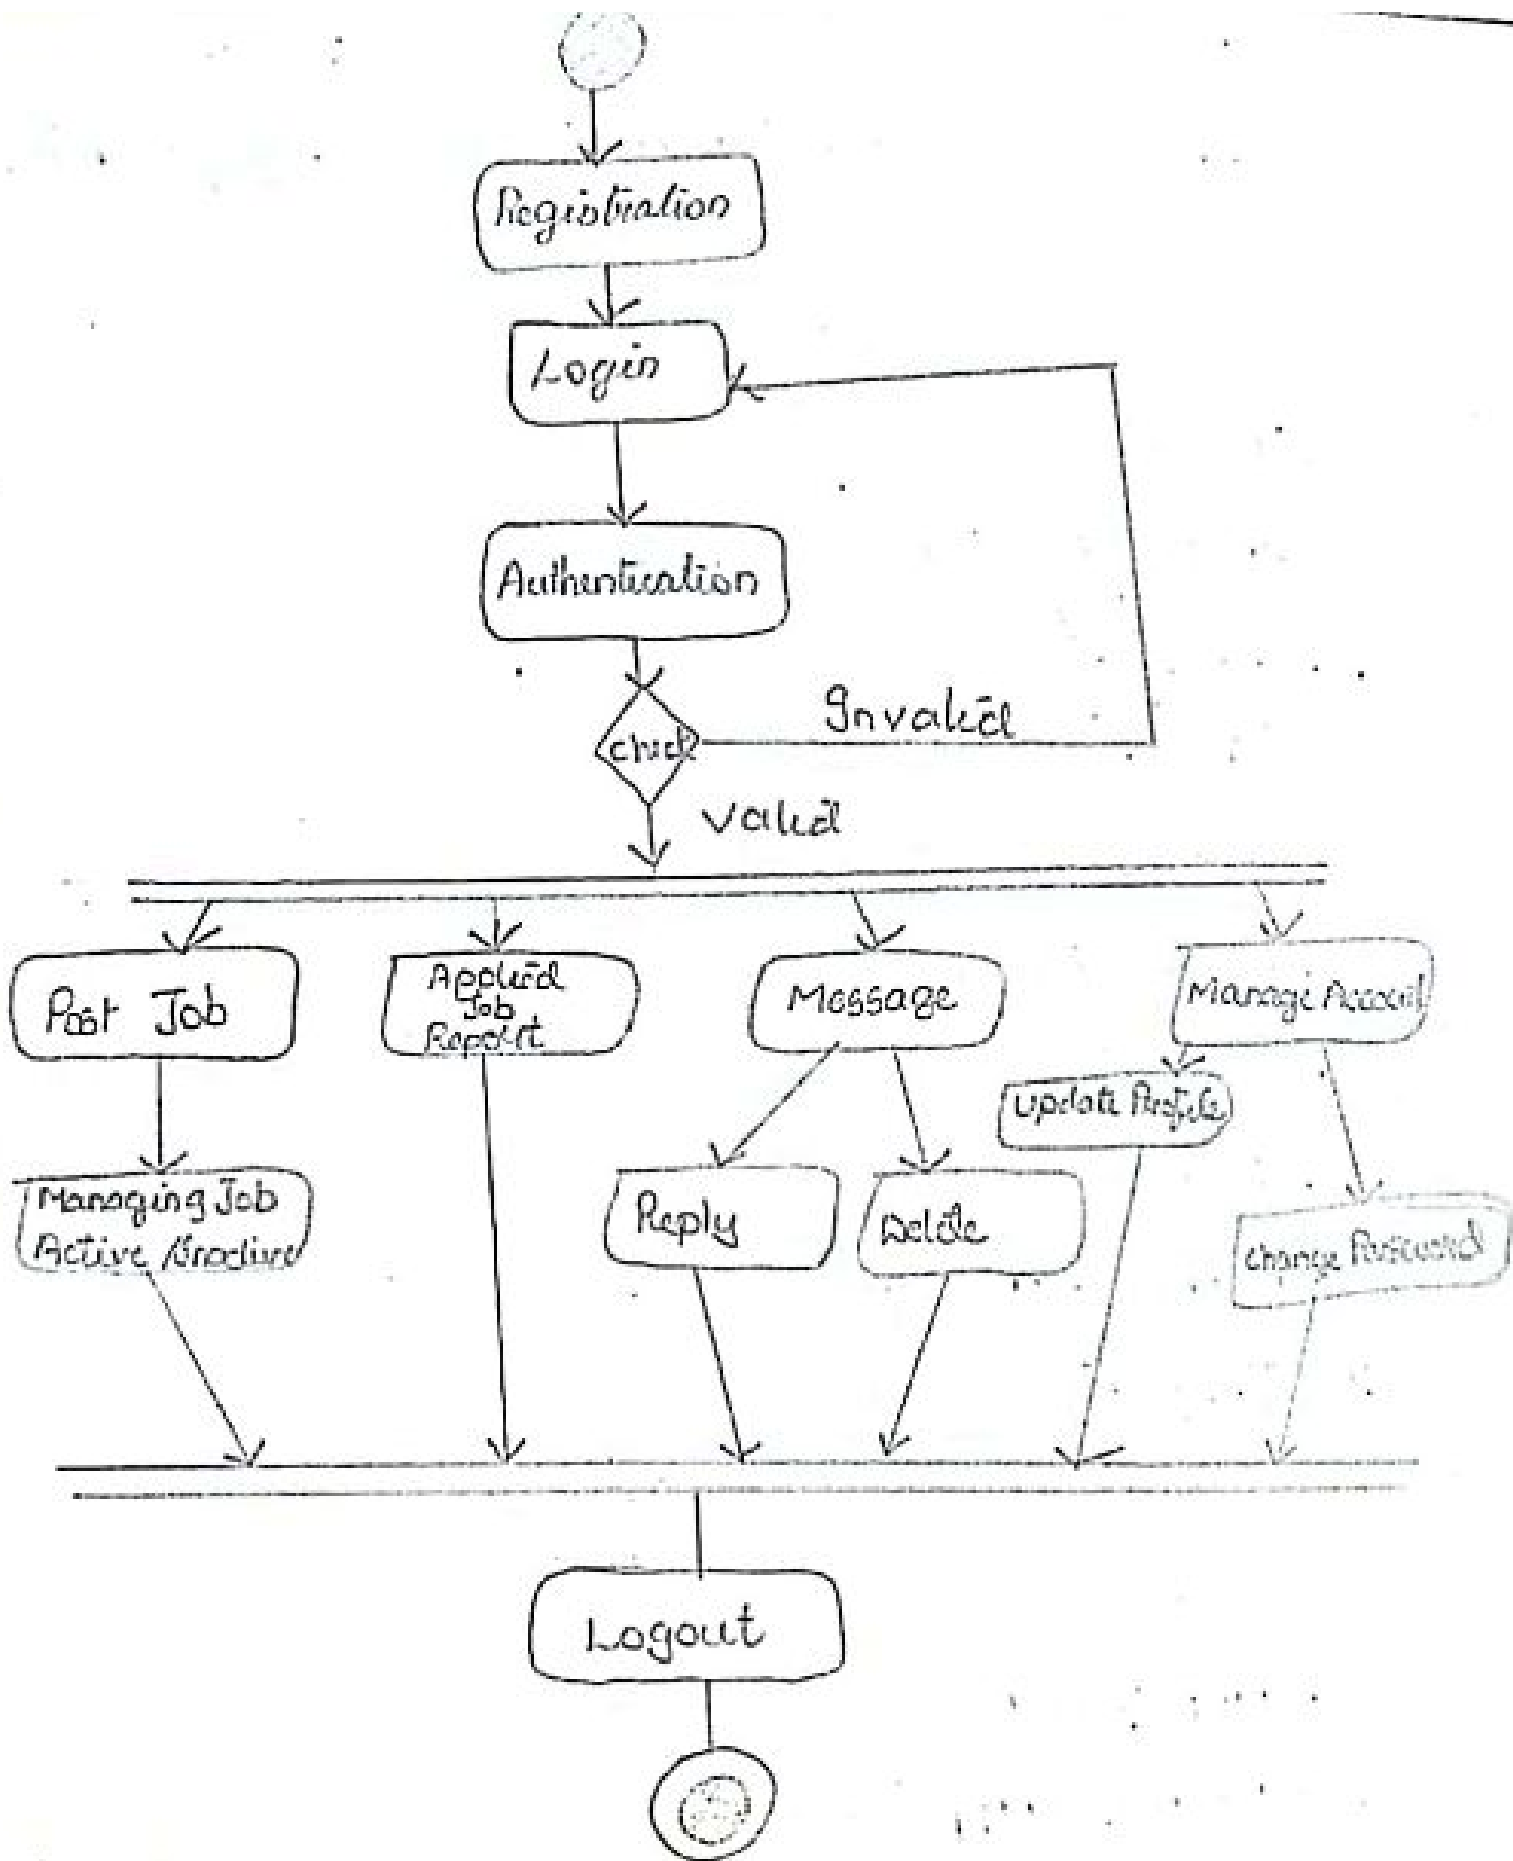 Registration
Login
Authentication
check
Invalid
Valid
Post Job
Applied
Job
Report
Message
Manage Account
Update Profile
Managing Job
Active /Inactive
Reply
Delete
Change Password
Logout